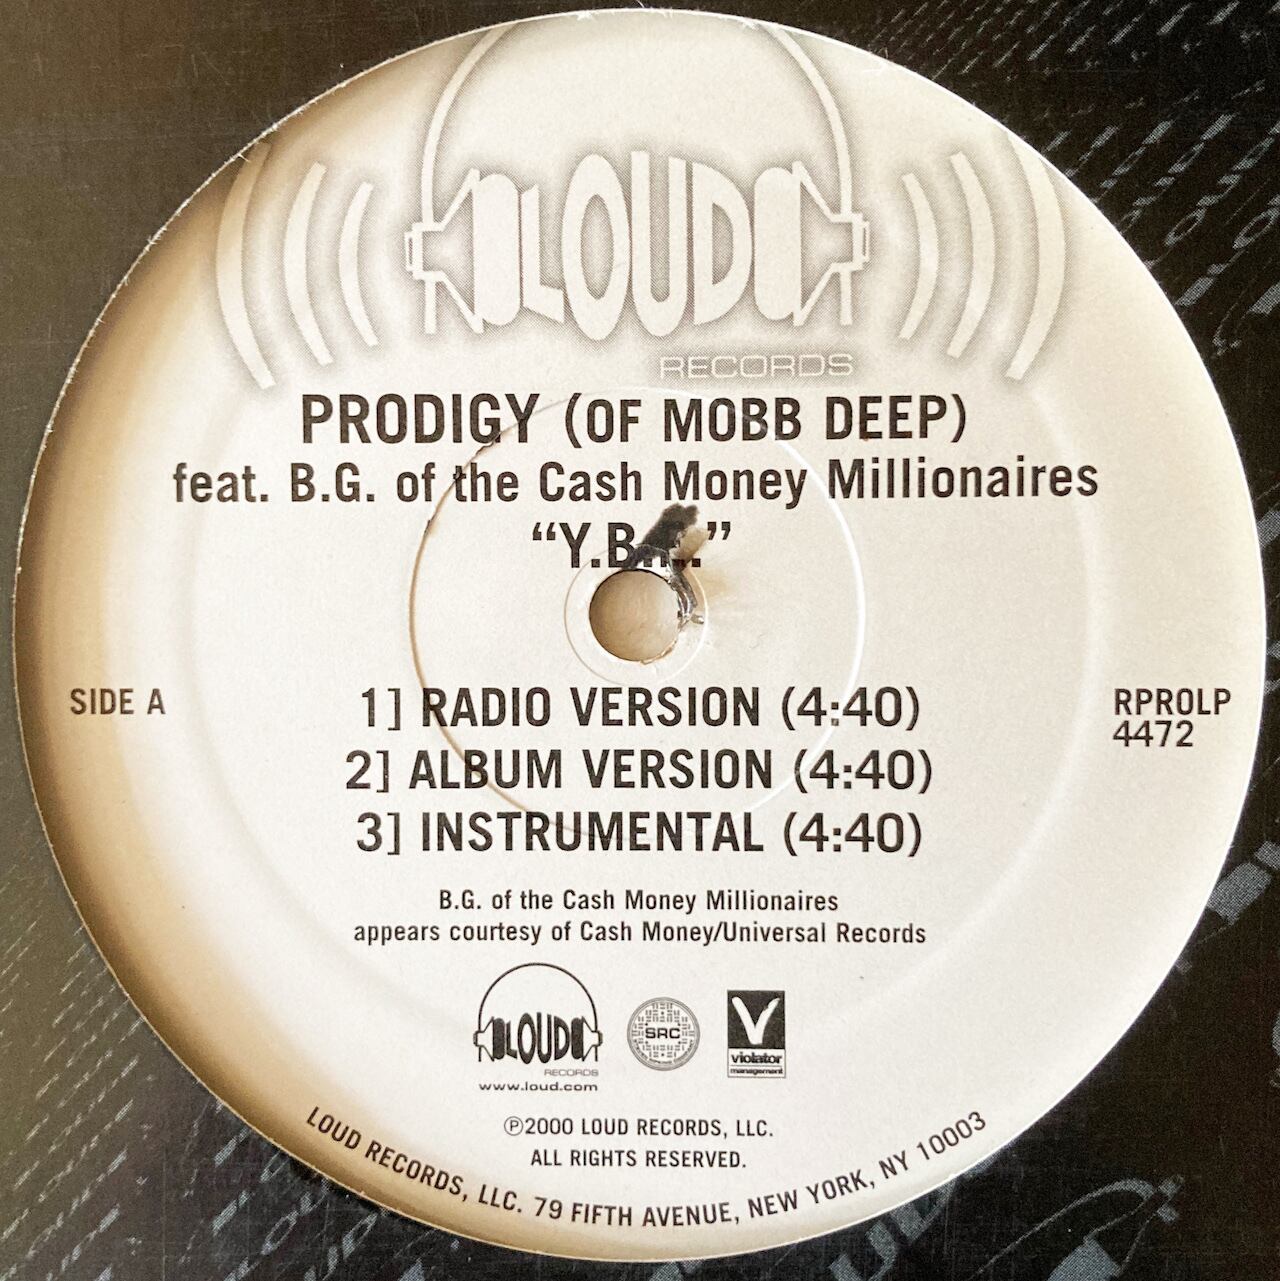 LOUD
RECORDS
PRODIGY (OF MOBB DEEP)
feat. B.G. of the Cash Money Millionaires
SIDE A
1] RADIO VERSION (4:40)
2] ALBUM VERSION (4:40)
3] INSTRUMENTAL (4:40)
RPROLP
4472
B.G. of the Cash Money Millionaires
appears courtesy of Cash Money/Universal Records
LOUD
RECORDS
www.loud.com
SRC
V
violator
management
℗2000 LOUD RECORDS, LLC.
ALL RIGHTS RESERVED.
LOUD RECORDS, LLC. 79 FIFTH AVENUE, NEW YORK, NY 10003